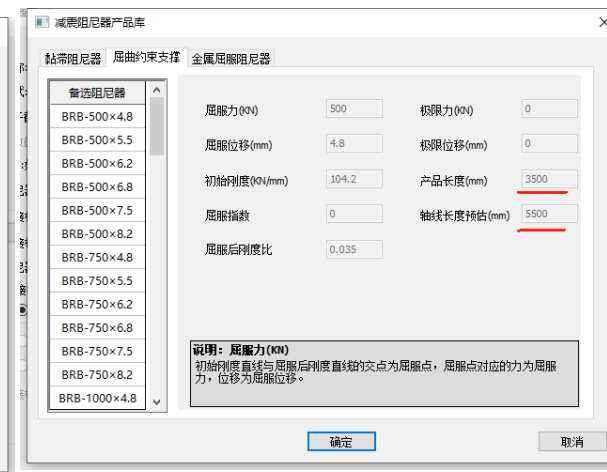 减震阻尼器产品库
黏滞阻尼器 屈曲约束支撑 金属屈服阻尼器
备选阻尼器
BRB-500×4.8
BRB-500×5.5
BRB-500×6.2
BRB-500×6.8
BRB-500×7.5
BRB-500×8.2
BRB-750×4.8
BRB-750×5.5
BRB-750×6.2
BRB-750×6.8
BRB-750×7.5
BRB-750×8.2
BRB-1000×4.8
屈服力(KN) 500 极限力(KN) 0
屈服位移(mm) 4.8 极限位移(mm) 0
初始刚度(KN/mm) 104.2 产品长度(mm) 3500
屈服指数 0 轴线长度预估(mm) 5500
屈服后刚度比 0.035
说明：屈服力(KN)
初始刚度直线与屈服后刚度直线的交点为屈服点，屈服点对应的力为屈服
力，位移为屈服位移。
确定 取消